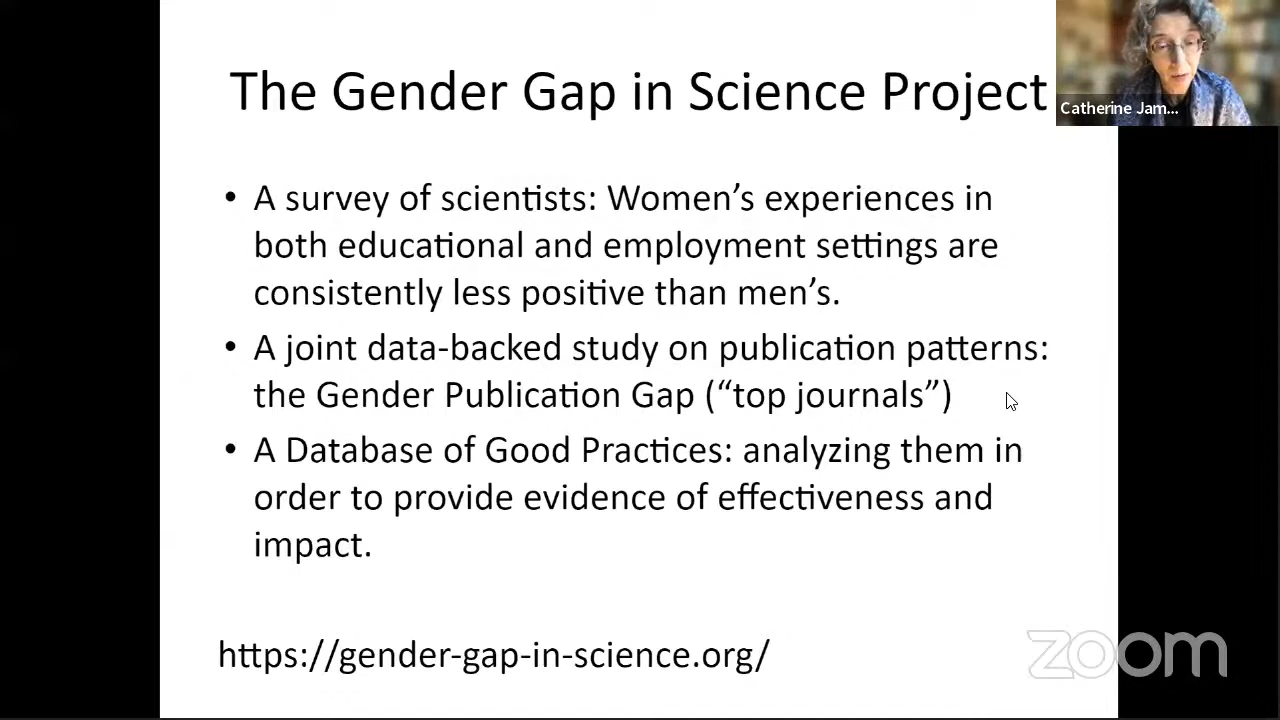 The Gender Gap in Science Project
Catherine Jam...
• A survey of scientists: Women’s experiences in
both educational and employment settings are
consistently less positive than men’s.
• A joint data-backed study on publication patterns:
the Gender Publication Gap (“top journals”)
• A Database of Good Practices: analyzing them in
order to provide evidence of effectiveness and
impact.
https://gender-gap-in-science.org/
zoom